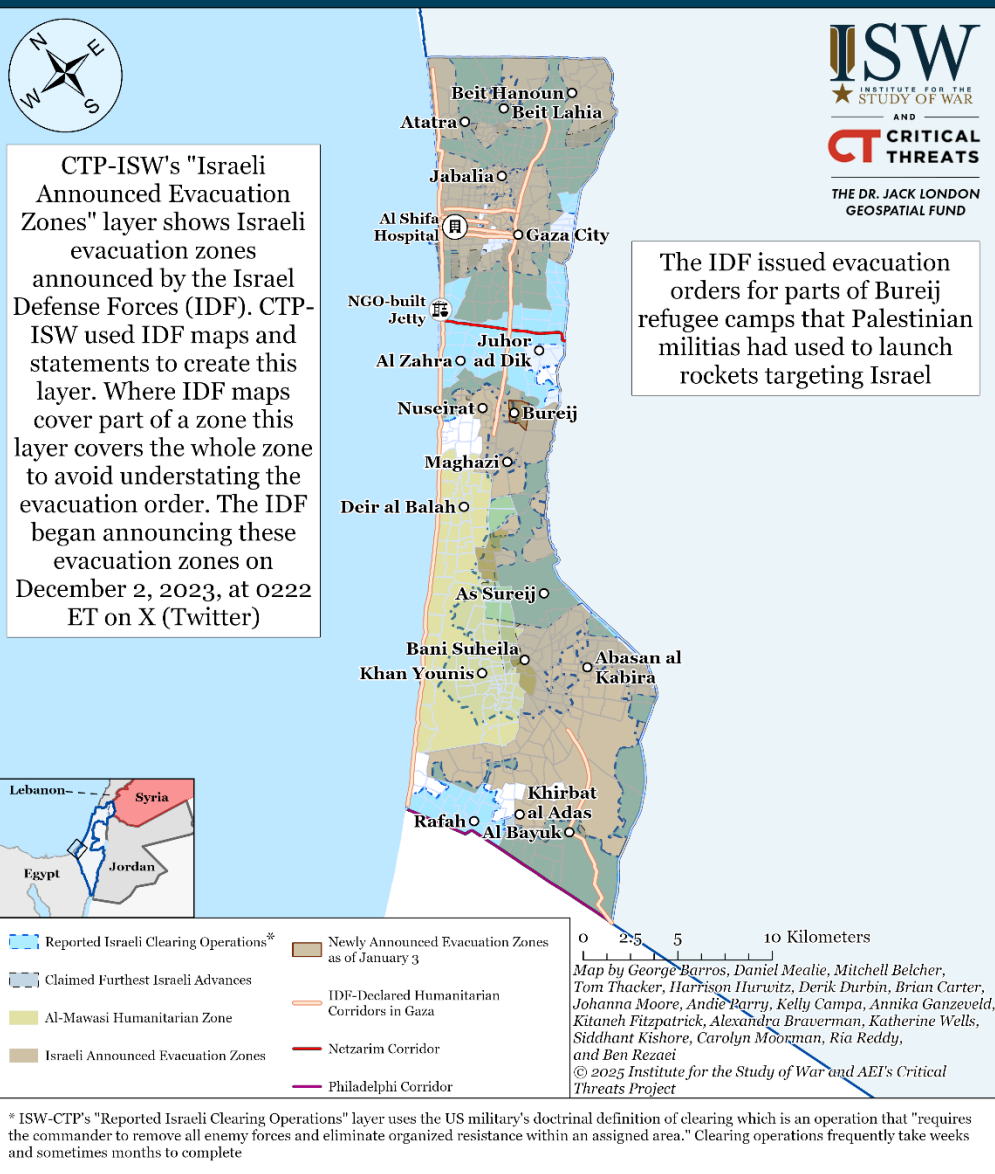 N
E
W
S
ISW
INSTITUTE FOR THE
STUDY OF WAR
AND
CT CRITICAL
THREATS
THE DR. JACK LONDON
GEOSPATIAL FUND
CTP-ISW's "Israeli
Announced Evacuation
Zones" layer shows Israeli
evacuation zones
announced by the Israel
Defense Forces (IDF). CTP-
ISW used IDF maps and
statements to create this
layer. Where IDF maps
cover part of a zone this
layer covers the whole zone
to avoid understating the
evacuation order. The IDF
began announcing these
evacuation zones on
December 2, 2023, at 0222
ET on X (Twitter)
The IDF issued evacuation
orders for parts of Bureij
refugee camps that Palestinian
militias had used to launch
rockets targeting Israel
Beit Hanoun
Beit Lahia
Atatra
Jabalia
Al Shifa
Hospital
Gaza City
NGO-built
Jetty
Juhor
ad Dik
Al Zahra
Nuseirat
Bureij
Maghazi
Deir al Balah
As Sureij
Bani Suheila
Khan Younis
Abasan al
Kabira
Khirbat
al Adas
Rafah
Al Bayuk
Lebanon
Syria
Egypt
Jordan
Reported Israeli Clearing Operations*
Claimed Furthest Israeli Advances
Al-Mawasi Humanitarian Zone
Israeli Announced Evacuation Zones
Newly Announced Evacuation Zones
as of January 3
IDF-Declared Humanitarian
Corridors in Gaza
Netzarim Corridor
Philadelphi Corridor
0 2.5 5 10 Kilometers
Map by George Barros, Daniel Mealie, Mitchell Belcher,
Tom Thacker, Harrison Hurwitz, Derik Durbin, Brian Carter,
Johanna Moore, Andie Parry, Kelly Campa, Annika Ganzeveld,
Kitaneh Fitzpatrick, Alexandra Braverman, Katherine Wells,
Siddhant Kishore, Carolyn Moorman, Ria Reddy,
and Ben Rezaei
© 2025 Institute for the Study of War and AEI's Critical
Threats Project
* ISW-CTP's "Reported Israeli Clearing Operations" layer uses the US military's doctrinal definition of clearing which is an operation that "requires
the commander to remove all enemy forces and eliminate organized resistance within an assigned area." Clearing operations frequently take weeks
and sometimes months to complete